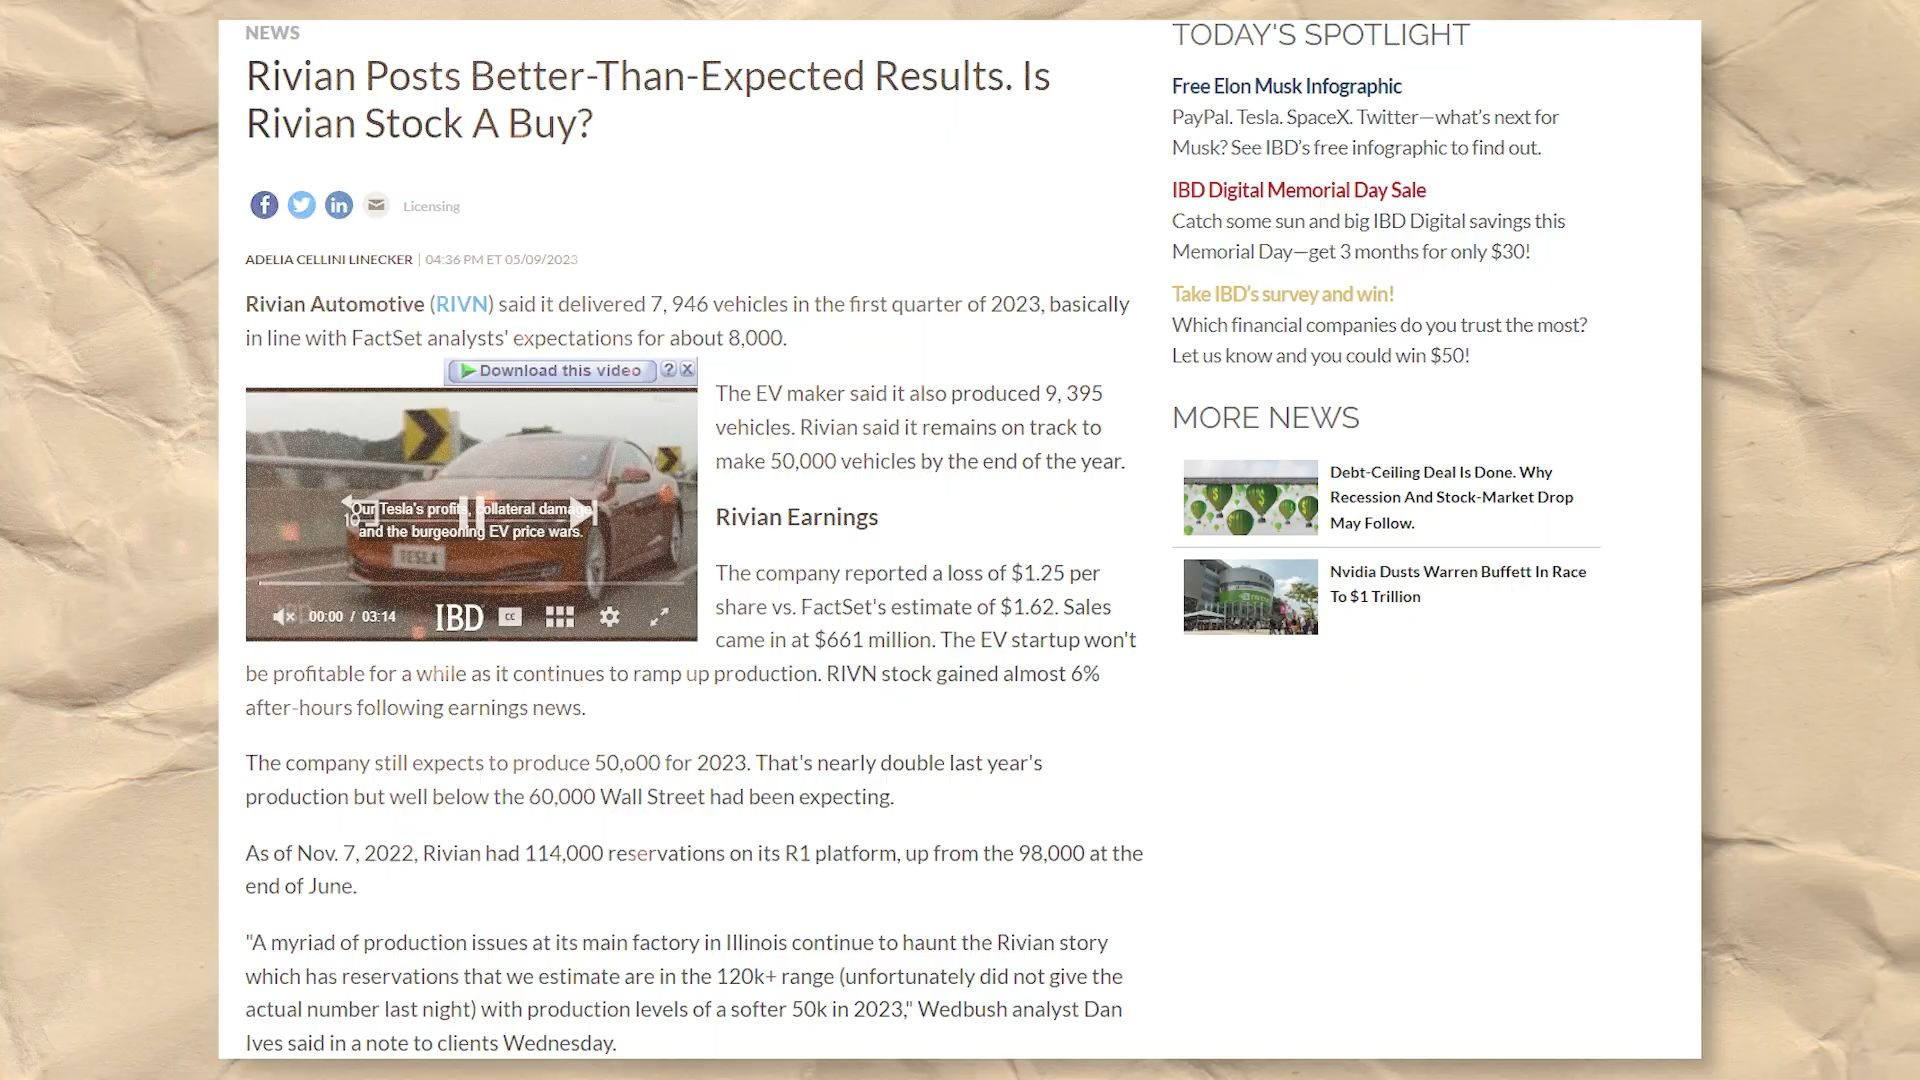 NEWS
Rivian Posts Better-Than-Expected Results. Is
Rivian Stock A Buy?
Licensing
ADELIA CELLINI LINECKER | 04:36 PM ET 05/09/2023
Rivian Automotive (RIVN) said it delivered 7, 946 vehicles in the first quarter of 2023, basically
in line with FactSet analysts' expectations for about 8,000.
Download this video ? X
Our Tesla's profits, collateral damage,
and the burgeoning EV price wars.
10
TESLA
00:00 / 03:14 IBD CC
The EV maker said it also produced 9, 395
vehicles. Rivian said it remains on track to
make 50,000 vehicles by the end of the year.
Rivian Earnings
The company reported a loss of $1.25 per
share vs. FactSet's estimate of $1.62. Sales
came in at $661 million. The EV startup won't
be profitable for a while as it continues to ramp up production. RIVN stock gained almost 6%
after-hours following earnings news.
The company still expects to produce 50,o00 for 2023. That's nearly double last year's
production but well below the 60,000 Wall Street had been expecting.
As of Nov. 7, 2022, Rivian had 114,000 reservations on its R1 platform, up from the 98,000 at the
end of June.
"A myriad of production issues at its main factory in Illinois continue to haunt the Rivian story
which has reservations that we estimate are in the 120k+ range (unfortunately did not give the
actual number last night) with production levels of a softer 50k in 2023," Wedbush analyst Dan
Ives said in a note to clients Wednesday.
TODAY'S SPOTLIGHT
Free Elon Musk Infographic
PayPal. Tesla. SpaceX. Twitter—what's next for
Musk? See IBD's free infographic to find out.
IBD Digital Memorial Day Sale
Catch some sun and big IBD Digital savings this
Memorial Day—get 3 months for only $30!
Take IBD's survey and win!
Which financial companies do you trust the most?
Let us know and you could win $50!
MORE NEWS
Debt-Ceiling Deal Is Done. Why
Recession And Stock-Market Drop
May Follow.
Nvidia Dusts Warren Buffett In Race
To $1 Trillion